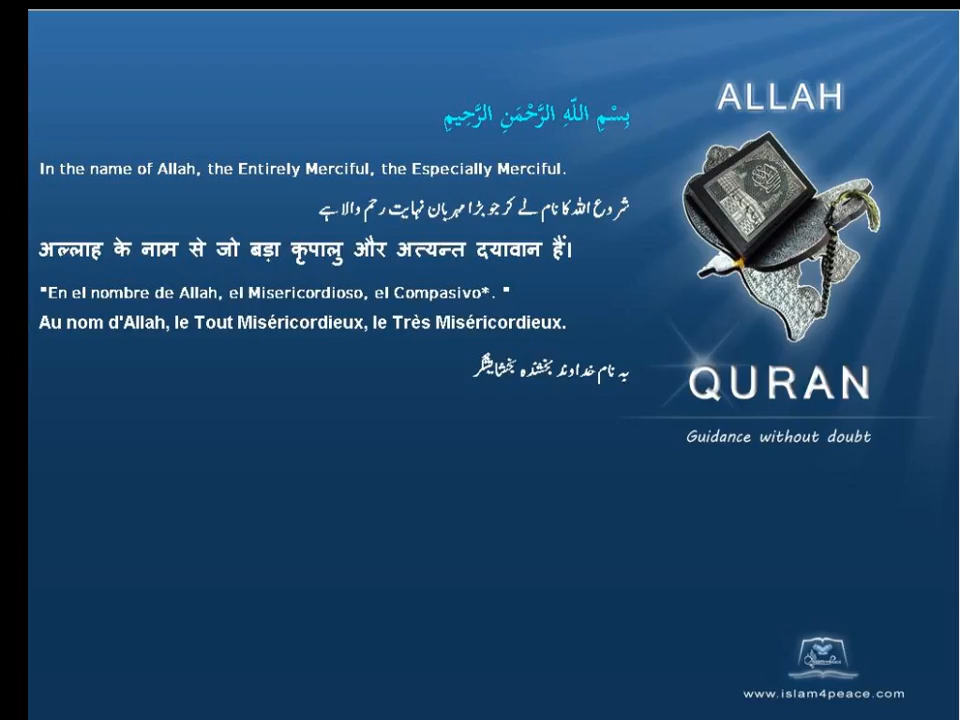 بِسْمِ اللَّهِ الرَّحْمَنِ الرَّحِيمِ
In the name of Allah, the Entirely Merciful, the Especially Merciful.
شروع الله کا نام لے کر جو بڑا مہربان نہایت رحم والا ہے
अल्लाह के नाम से जो बड़ा कृपालु और अत्यन्त दयावान हैं।
"En el nombre de Allah, el Misericordioso, el Compasivo*. "
Au nom d'Allah, le Tout Miséricordieux, le Très Miséricordieux.
به نام خداوند بخشنده بخشایشگر
ALLAH
QURAN
Guidance without doubt
www.islam4peace.com